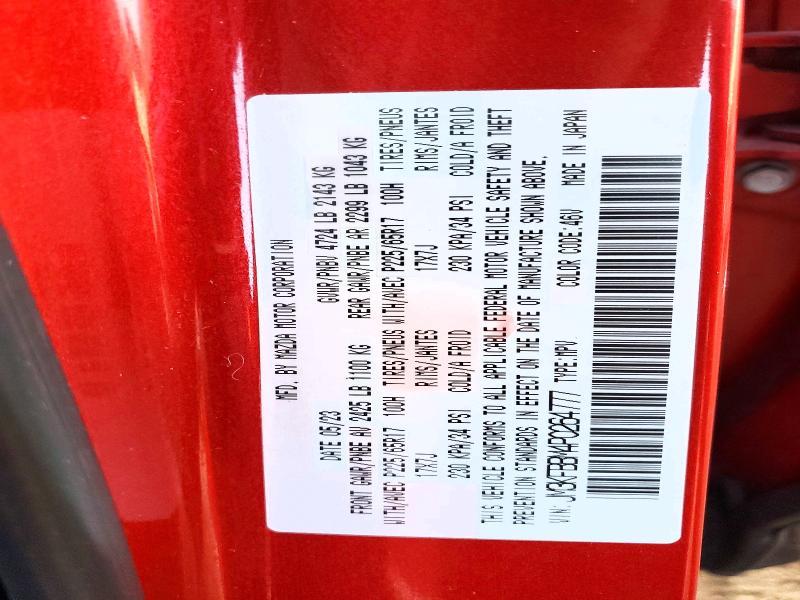 MFD. BY MAZDA MOTOR CORPORATION
DATE 05/23 GVWR/PNBV 4724 LB 2143 KG
FRONT GAWR/PNBE AV 2425 LB 1100 KG REAR GAWR/PNBE AR 2299 LB 1043 KG
WITH/AVEC P225/65R17 100H TIRES/PNEUS WITH/AVEC P225/65R17 100H TIRES/PNEUS
17X7J RIMS/JANTES 17X7J RIMS/JANTES
230 KPA/34 PSI COLD/A FROID 230 KPA/34 PSI COLD/A FROID
THIS VEHICLE CONFORMS TO ALL APPLICABLE FEDERAL MOTOR VEHICLE SAFETY AND THEFT
PREVENTION STANDARDS IN EFFECT ON THE DATE OF MANUFACTURE SHOWN ABOVE.
VIN: JM3KFBBM4P0264777 TYPE:MPV COLOR CODE:46V MADE IN JAPAN